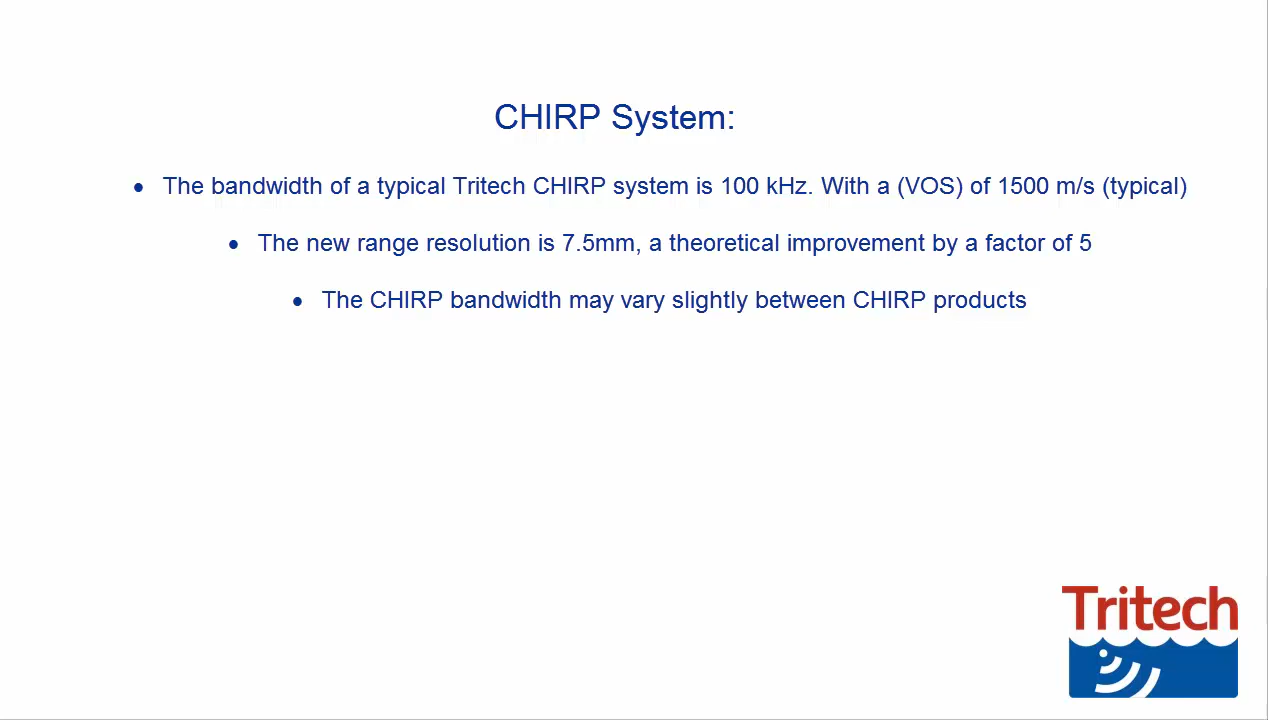 CHIRP System:
• The bandwidth of a typical Tritech CHIRP system is 100 kHz. With a (VOS) of 1500 m/s (typical)
• The new range resolution is 7.5mm, a theoretical improvement by a factor of 5
• The CHIRP bandwidth may vary slightly between CHIRP products
Tritech